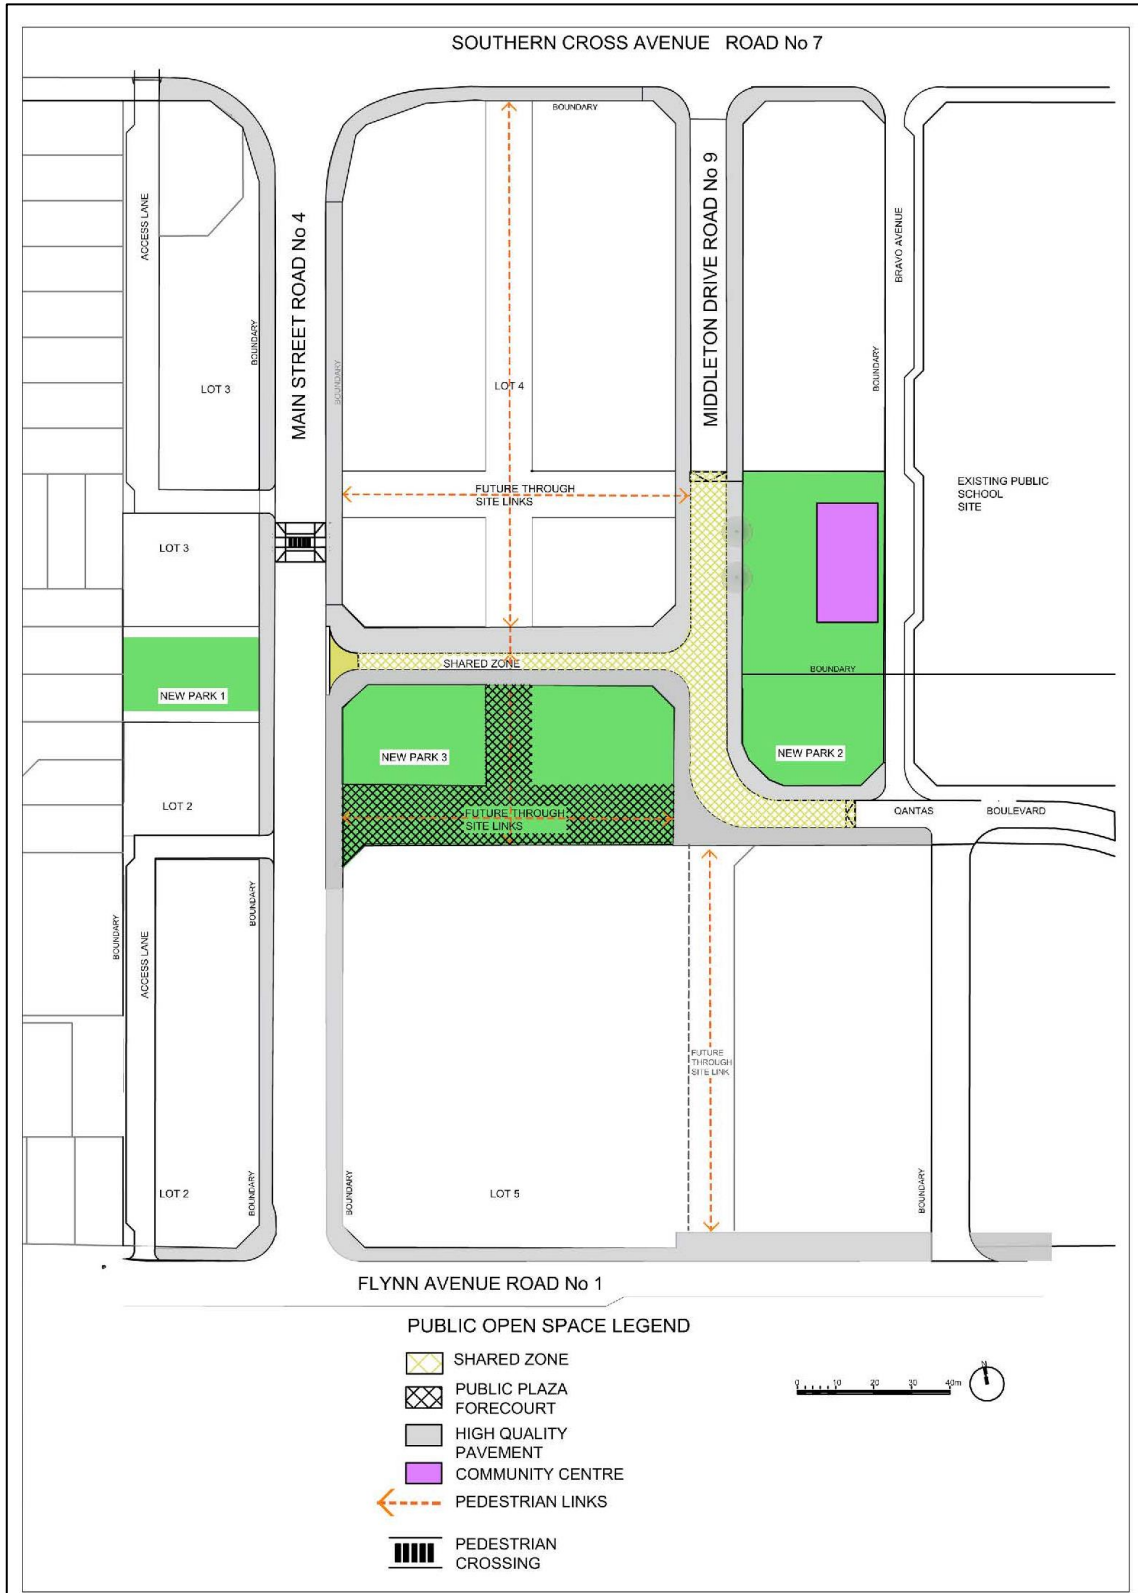 SOUTHERN CROSS AVENUE ROAD No 7
BOUNDARY
ACCESS LANE
MAIN STREET ROAD No 4
MIDDLETON DRIVE ROAD No 9
BRAVO AVENUE
BOUNDARY
BOUNDARY
BOUNDARY
LOT 3
LOT 4
FUTURE THROUGH
SITE LINKS
EXISTING PUBLIC
SCHOOL
SITE
LOT 3
SHARED ZONE
BOUNDARY
NEW PARK 1
NEW PARK 3
NEW PARK 2
LOT 2
FUTURE THROUGH
SITE LINKS
QANTAS BOULEVARD
BOUNDARY
BOUNDARY
ACCESS LANE
FUTURE
THROUGH
SITE LINK
LOT 2
BOUNDARY
BOUNDARY
LOT 5
BOUNDARY
FLYNN AVENUE ROAD No 1
PUBLIC OPEN SPACE LEGEND
SHARED ZONE
PUBLIC PLAZA
FORECOURT
HIGH QUALITY
PAVEMENT
COMMUNITY CENTRE
PEDESTRIAN LINKS
PEDESTRIAN
CROSSING
0 10 20 30 40m
N